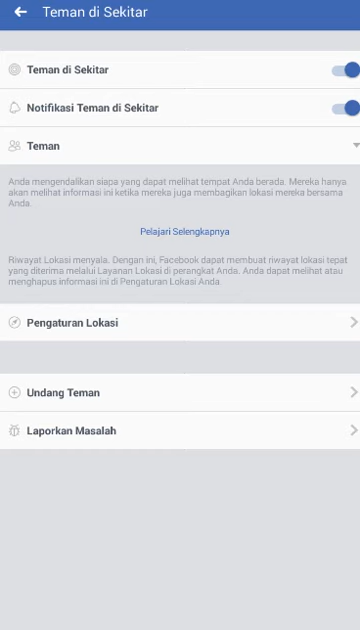 Teman di Sekitar
Teman di Sekitar
Notifikasi Teman di Sekitar
Teman
Anda mengendalikan siapa yang dapat melihat tempat Anda berada. Mereka hanya
akan melihat informasi ini ketika mereka juga membagikan lokasi mereka bersama
Anda.
Pelajari Selengkapnya
Riwayat Lokasi menyala. Dengan ini, Facebook dapat membuat riwayat lokasi tepat
yang diterima melalui Layanan Lokasi di perangkat Anda. Anda dapat melihat atau
menghapus informasi ini di Pengaturan Lokasi Anda
Pengaturan Lokasi
Undang Teman
Laporkan Masalah